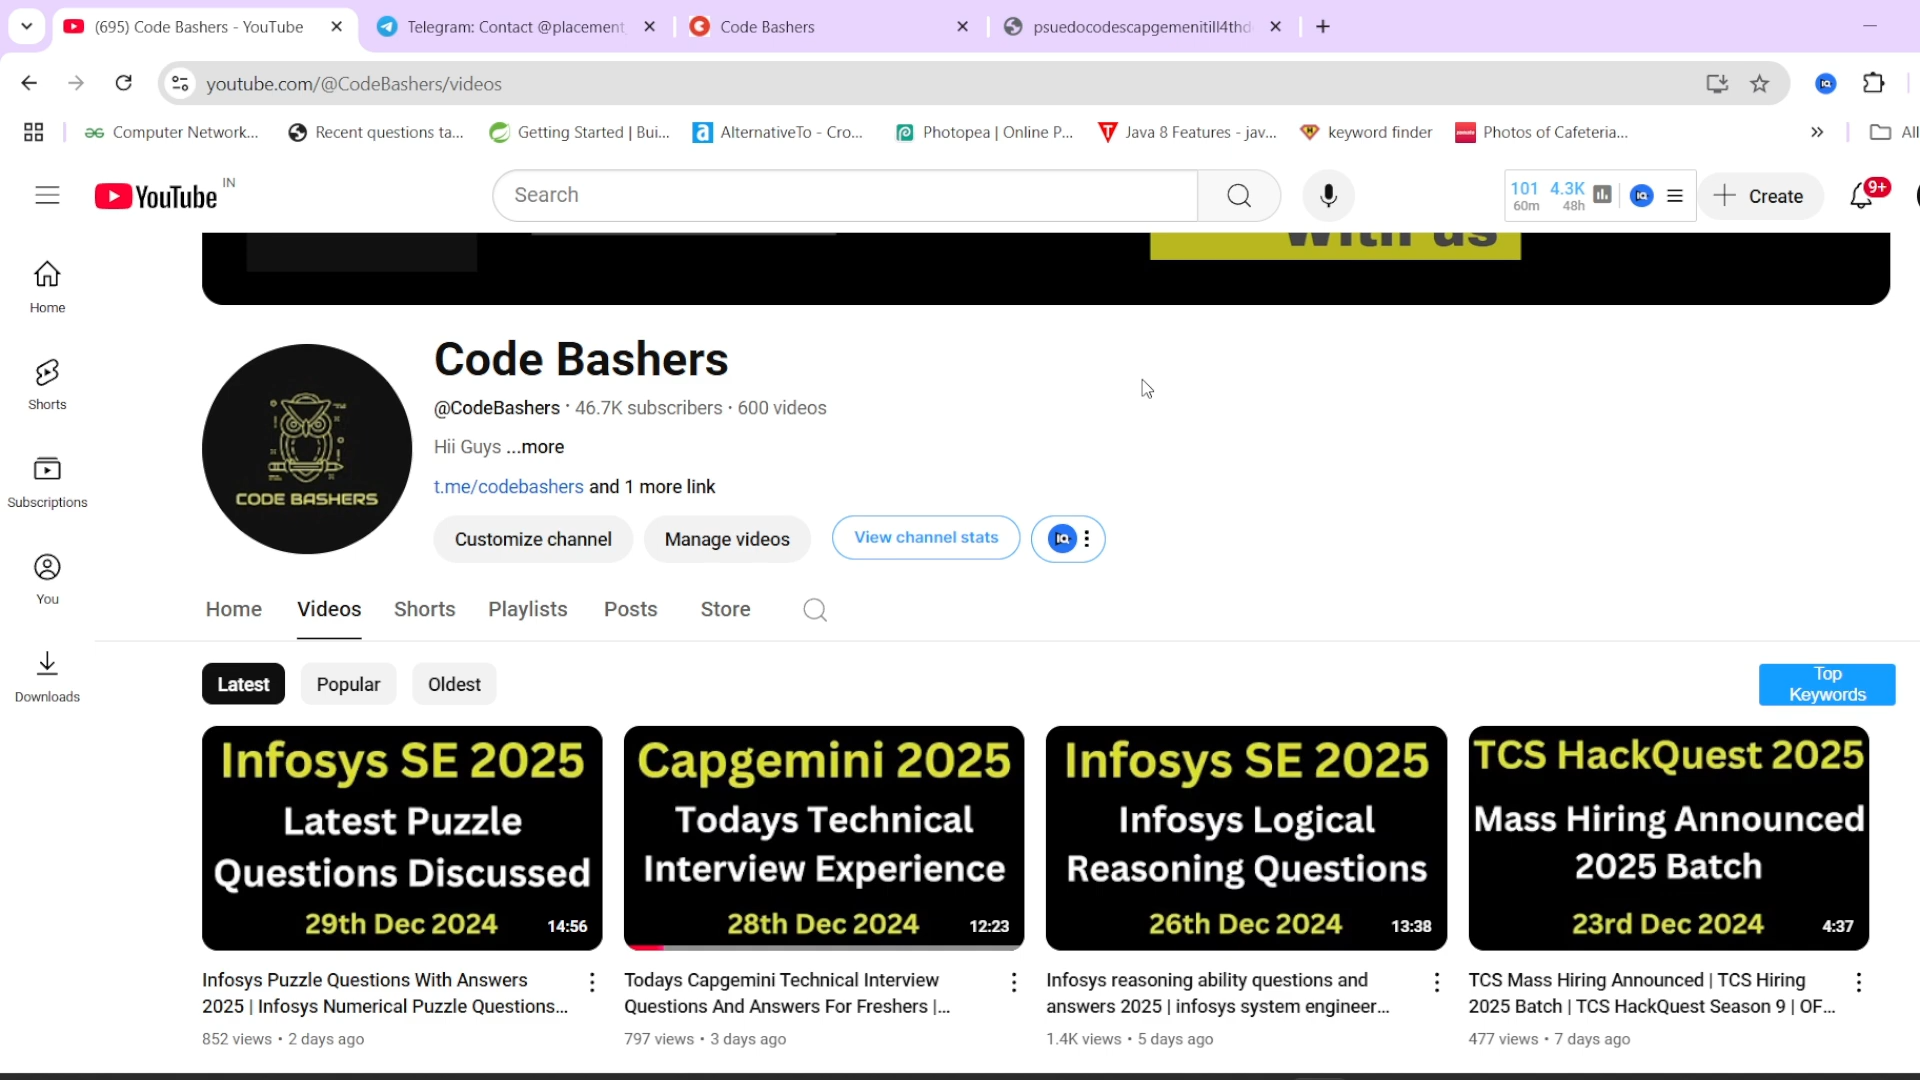 (695) Code Bashers - YouTube
Telegram: Contact @placement
Code Bashers
psuedocodescapgemenitill4thd
youtube.com/@CodeBashers/videos
Computer Network...
Recent questions ta...
Getting Started | Bui...
AlternativeTo - Cro...
Photopea | Online P...
Java 8 Features - jav...
keyword finder
Photos of Cafeteria...
All
YouTube IN
Search
101 60m
4.3K 48h
Create
9+
with us
Home
Shorts
Subscriptions
You
Downloads
CODE BASHERS
Code Bashers
@CodeBashers · 46.7K subscribers · 600 videos
Hii Guys ...more
t.me/codebashers and 1 more link
Customize channel
Manage videos
View channel stats
Home
Videos
Shorts
Playlists
Posts
Store
Latest
Popular
Oldest
Top
Keywords
Infosys SE 2025
Latest Puzzle
Questions Discussed
29th Dec 2024
14:56
Infosys Puzzle Questions With Answers
2025 | Infosys Numerical Puzzle Questions...
852 views • 2 days ago
Capgemini 2025
Todays Technical
Interview Experience
28th Dec 2024
12:23
Todays Capgemini Technical Interview
Questions And Answers For Freshers |...
797 views • 3 days ago
Infosys SE 2025
Infosys Logical
Reasoning Questions
26th Dec 2024
13:38
Infosys reasoning ability questions and
answers 2025 | infosys system engineer...
1.4K views • 5 days ago
TCS HackQuest 2025
Mass Hiring Announced
2025 Batch
23rd Dec 2024
4:37
TCS Mass Hiring Announced | TCS Hiring
2025 Batch | TCS HackQuest Season 9 | OF...
477 views • 7 days ago